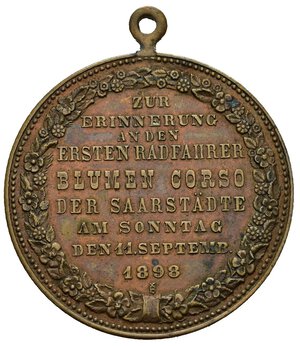 ZUR
ERINNERUNG
AN DEN
ERSTEN RADFAHRER
BLUMEN CORSO
DER SAARSTÄDTE
AM SONNTAG
DEN 11. SEPTEMB.
1898